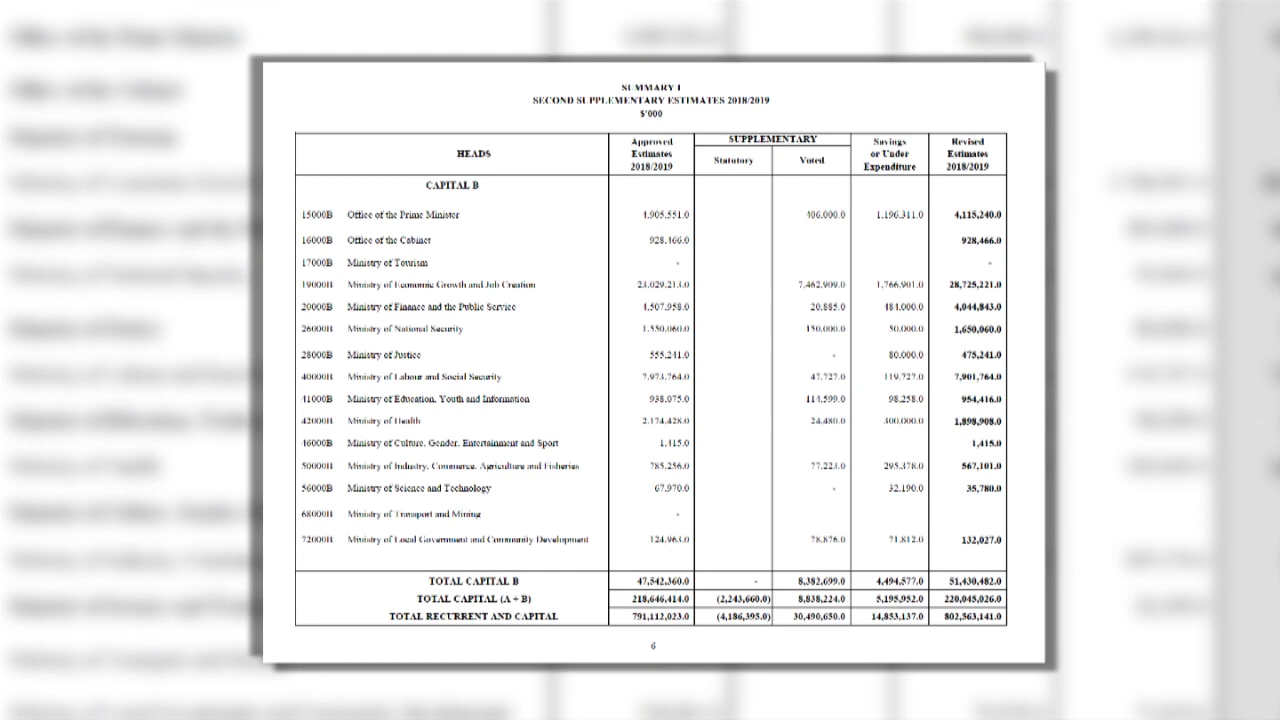 SUMMARY I
SECOND SUPPLEMENTARY ESTIMATES 2018/2019
$'000
HEADS Approved Estimates 2018/2019 SUPPLEMENTARY Statutory Voted Savings or Under Expenditure Revised Estimates 2018/2019
CAPITAL B
15000B Office of the Prime Minister 4,905,551.0 406,000.0 1,196,311.0 4,115,240.0
16000B Office of the Cabinet 928,466.0 928,466.0
17000B Ministry of Tourism - -
19000B Ministry of Economic Growth and Job Creation 23,029,213.0 7,462,909.0 1,766,901.0 28,725,221.0
20000B Ministry of Finance and the Public Service 20,885.0 4,044,843.0
26000B Ministry of National Security 1,550,060.0 150,000.0 50,000.0 1,650,060.0
28000B Ministry of Justice 555,241.0 - 80,000.0 475,241.0
40000B Ministry of Labour and Social Security 7,973,764.0 47,727.0 119,727.0 7,901,764.0
41000B Ministry of Education, Youth and Information 938,075.0 114,599.0 98,258.0 954,416.0
42000B Ministry of Health 2,174,428.0 24,480.0 300,000.0 1,898,908.0
46000B Ministry of Culture, Gender, Entertainment and Sport 1,415.0 1,415.0
50000B Ministry of Industry, Commerce, Agriculture and Fisheries 785,256.0 77,223.0 295,378.0 567,101.0
56000B Ministry of Science and Technology 67,970.0 - 32,190.0 35,780.0
68000B Ministry of Transport and Mining -
72000B Ministry of Local Government and Community Development 124,963.0 78,876.0 71,812.0 132,027.0
TOTAL CAPITAL B 47,542,360.0 - 8,382,699.0 4,494,577.0 51,430,482.0
TOTAL CAPITAL (A + B) 218,646,414.0 (2,243,660.0) 8,838,224.0 5,195,952.0 220,045,026.0
TOTAL RECURRENT AND CAPITAL 791,112,023.0 (4,186,395.0) 30,490,650.0 14,853,137.0 802,563,141.0
6